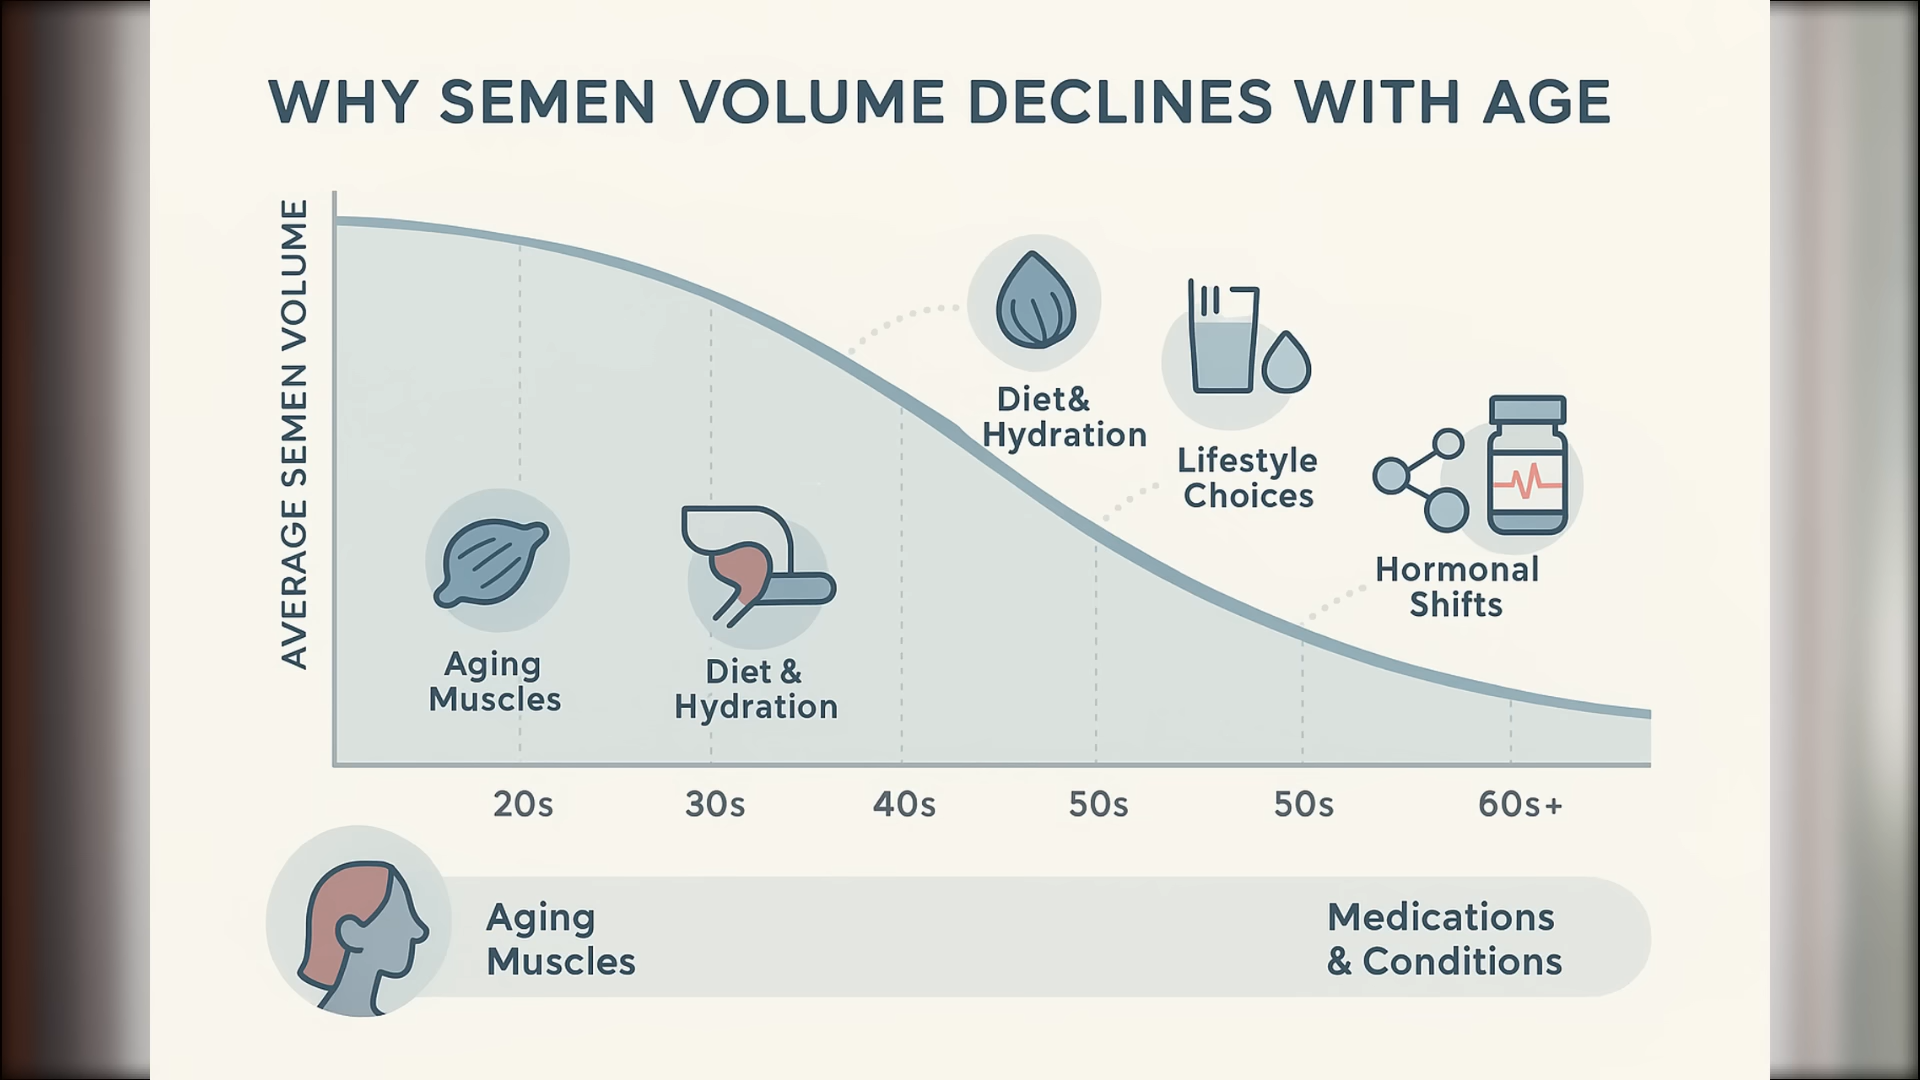 WHY SEMEN VOLUME DECLINES WITH AGE
AVERAGE SEMEN VOLUME
Diet&
Hydration
Lifestyle
Choices
Hormonal
Shifts
Aging
Muscles
Diet &
Hydration
20s
30s
40s
50s
50s
60s+
Aging
Muscles
Medications
& Conditions